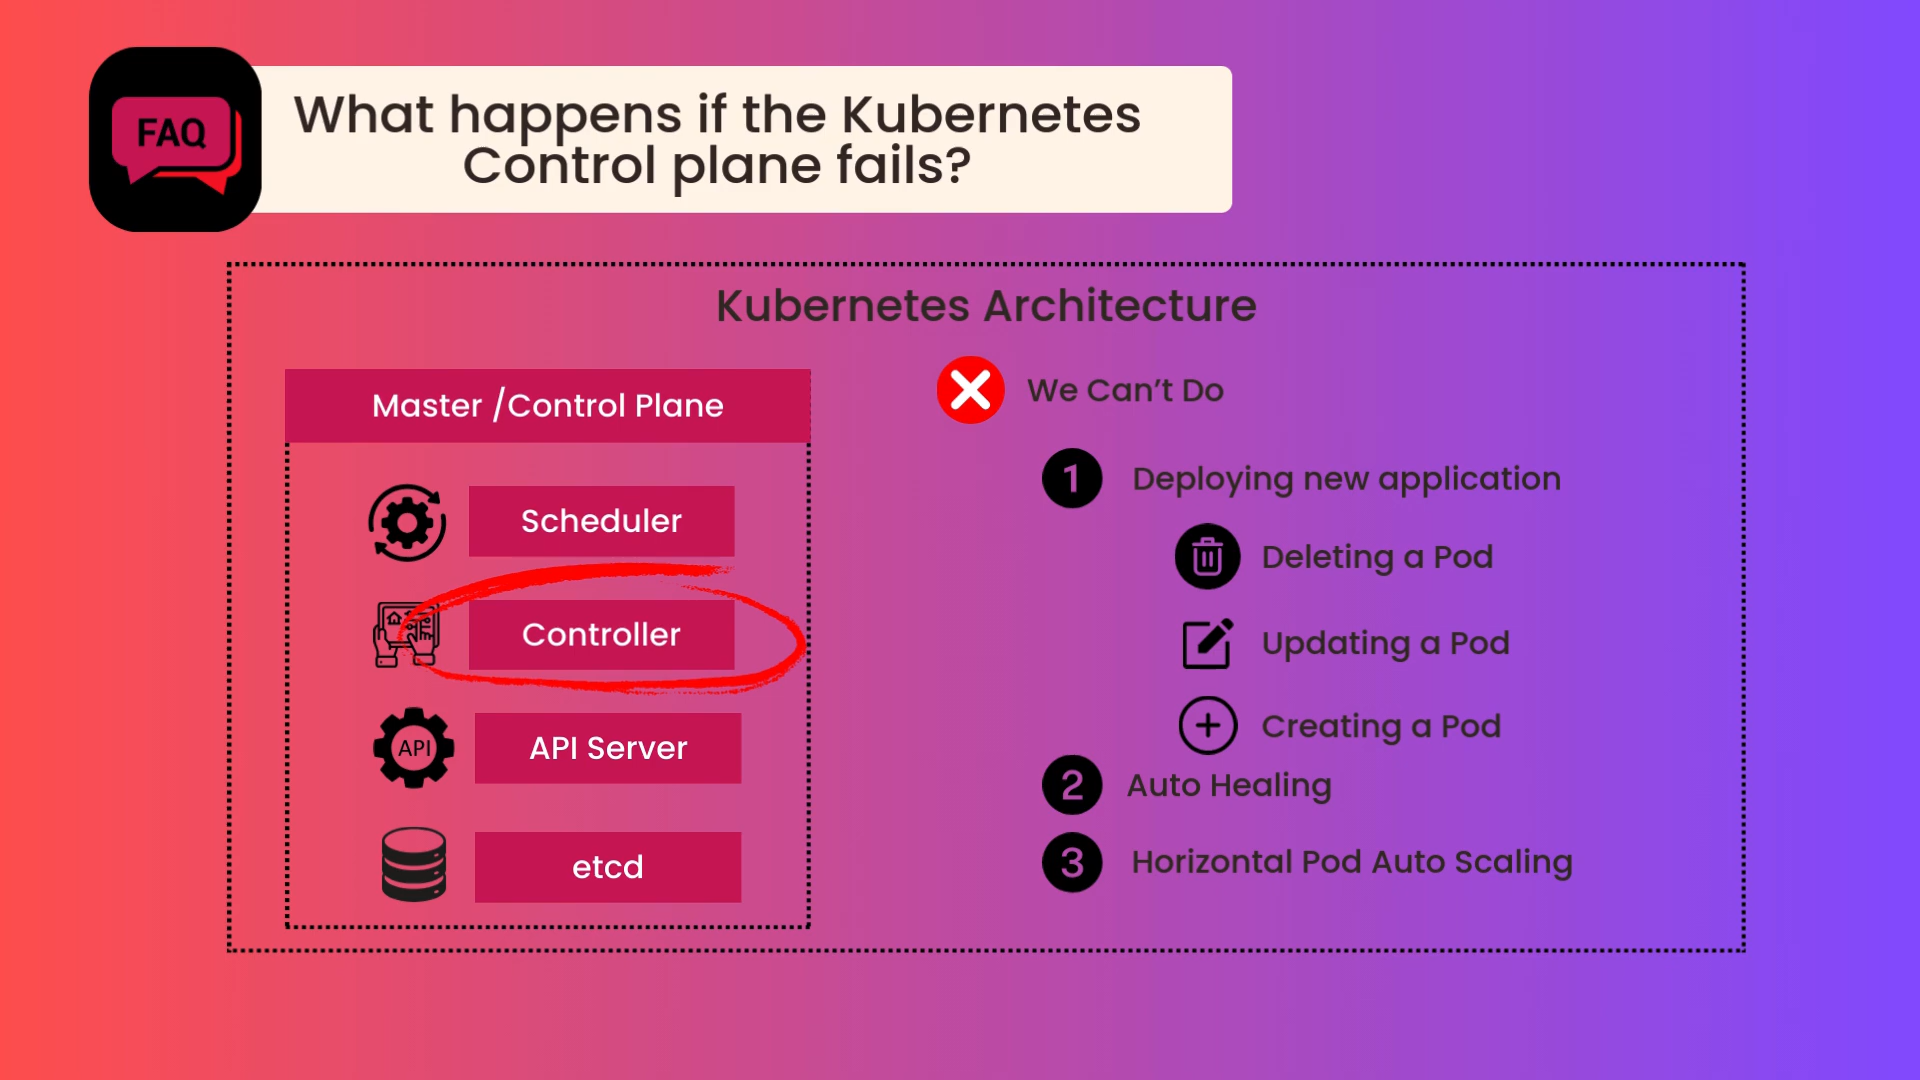 FAQ
What happens if the Kubernetes
Control plane fails?
Kubernetes Architecture
Master /Control Plane
Scheduler
Controller
API
API Server
etcd
We Can't Do
1 Deploying new application
Deleting a Pod
Updating a Pod
Creating a Pod
2 Auto Healing
3 Horizontal Pod Auto Scaling